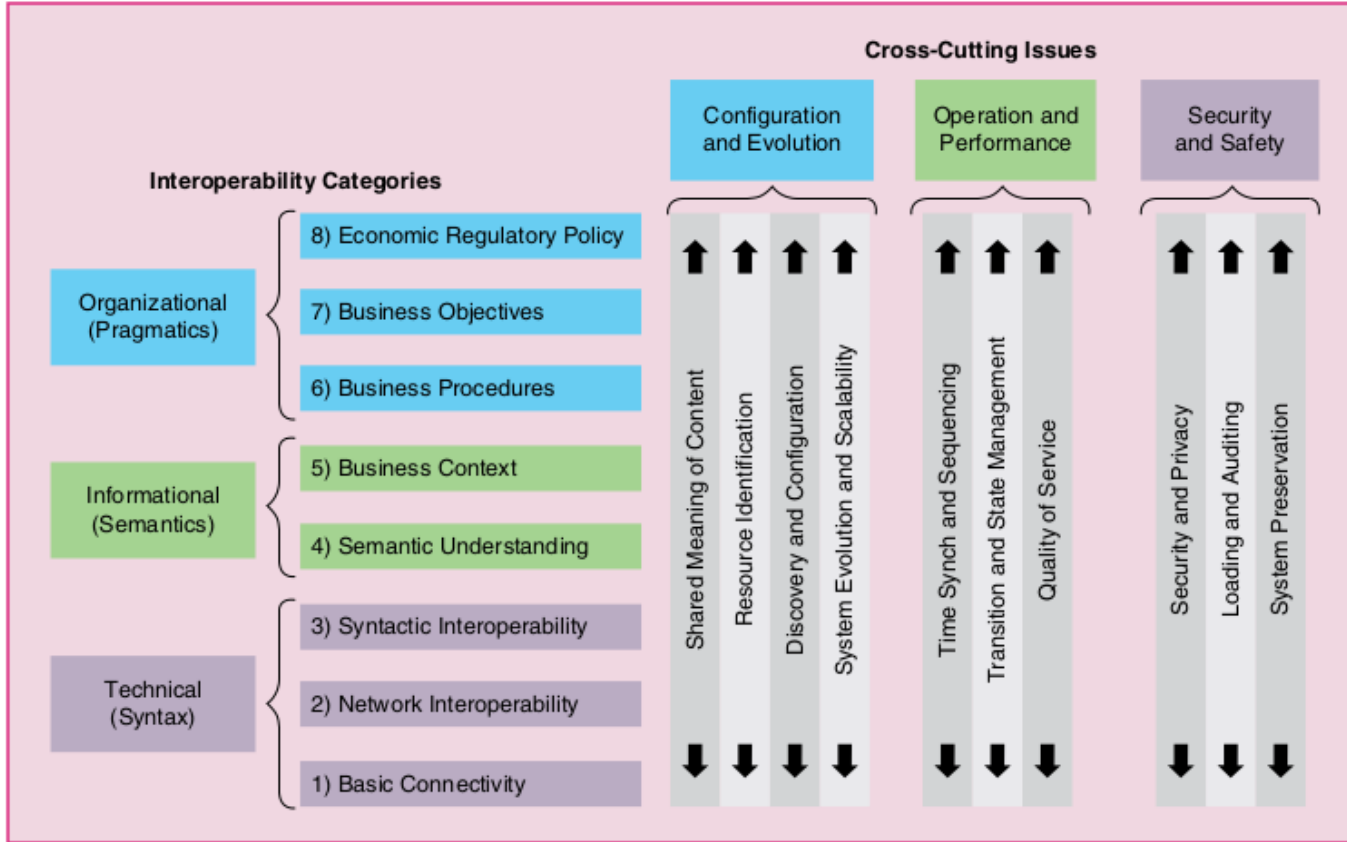 Cross-Cutting Issues
Configuration
and Evolution
Operation and
Performance
Security
and Safety
Interoperability Categories
Organizational
(Pragmatics)
8) Economic Regulatory Policy
7) Business Objectives
6) Business Procedures
Informational
(Semantics)
5) Business Context
4) Semantic Understanding
Technical
(Syntax)
3) Syntactic Interoperability
2) Network Interoperability
1) Basic Connectivity
Shared Meaning of Content
Resource Identification
Discovery and Configuration
System Evolution and Scalability
Time Synch and Sequencing
Transition and State Management
Quality of Service
Security and Privacy
Loading and Auditing
System Preservation